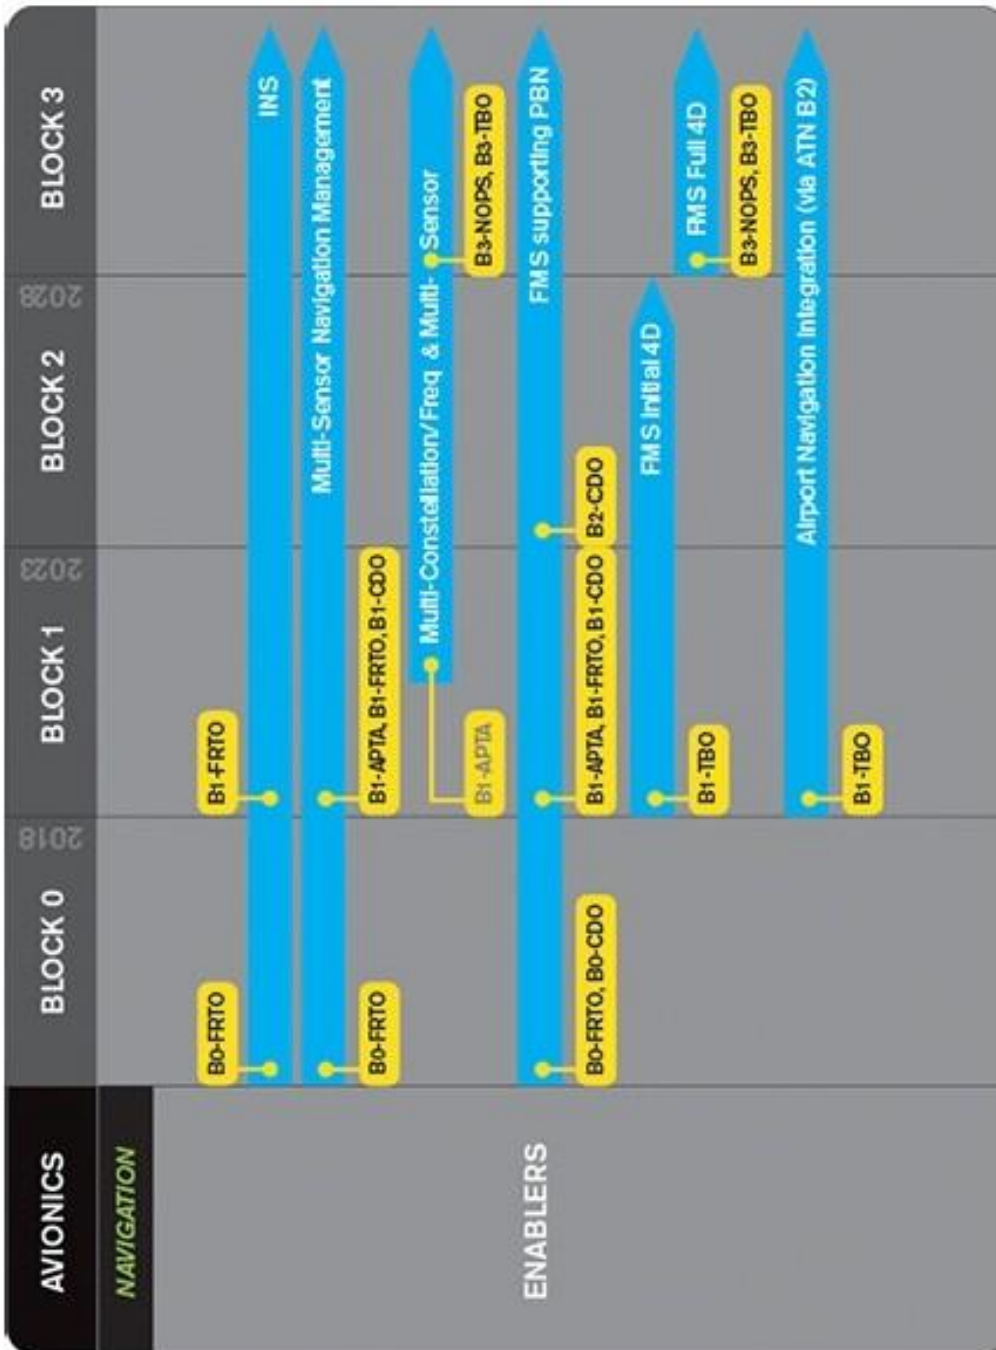 AVIONICS
BLOCK 0
2018
BLOCK 1
2023
BLOCK 2
2028
BLOCK 3
NAVIGATION
ENABLERS
B0-FRTO
B1-FRTO
INS
Multi-Sensor Navigation Management
B0-FRTO
B1-APTA, B1-FRTO, B1-CDO
Multi-Constellation/Freq & Multi-Sensor
B1-APTA
B3-NOPS, B3-TBO
FMS supporting PBN
B0-FRTO, B0-CDO
B1-APTA, B1-FRTO, B1-CDO
B2-CDO
FMS Initial 4D
B1-TBO
FMS Full 4D
B3-NOPS, B3-TBO
Airport Navigation Integration (via ATN B2)
B1-TBO